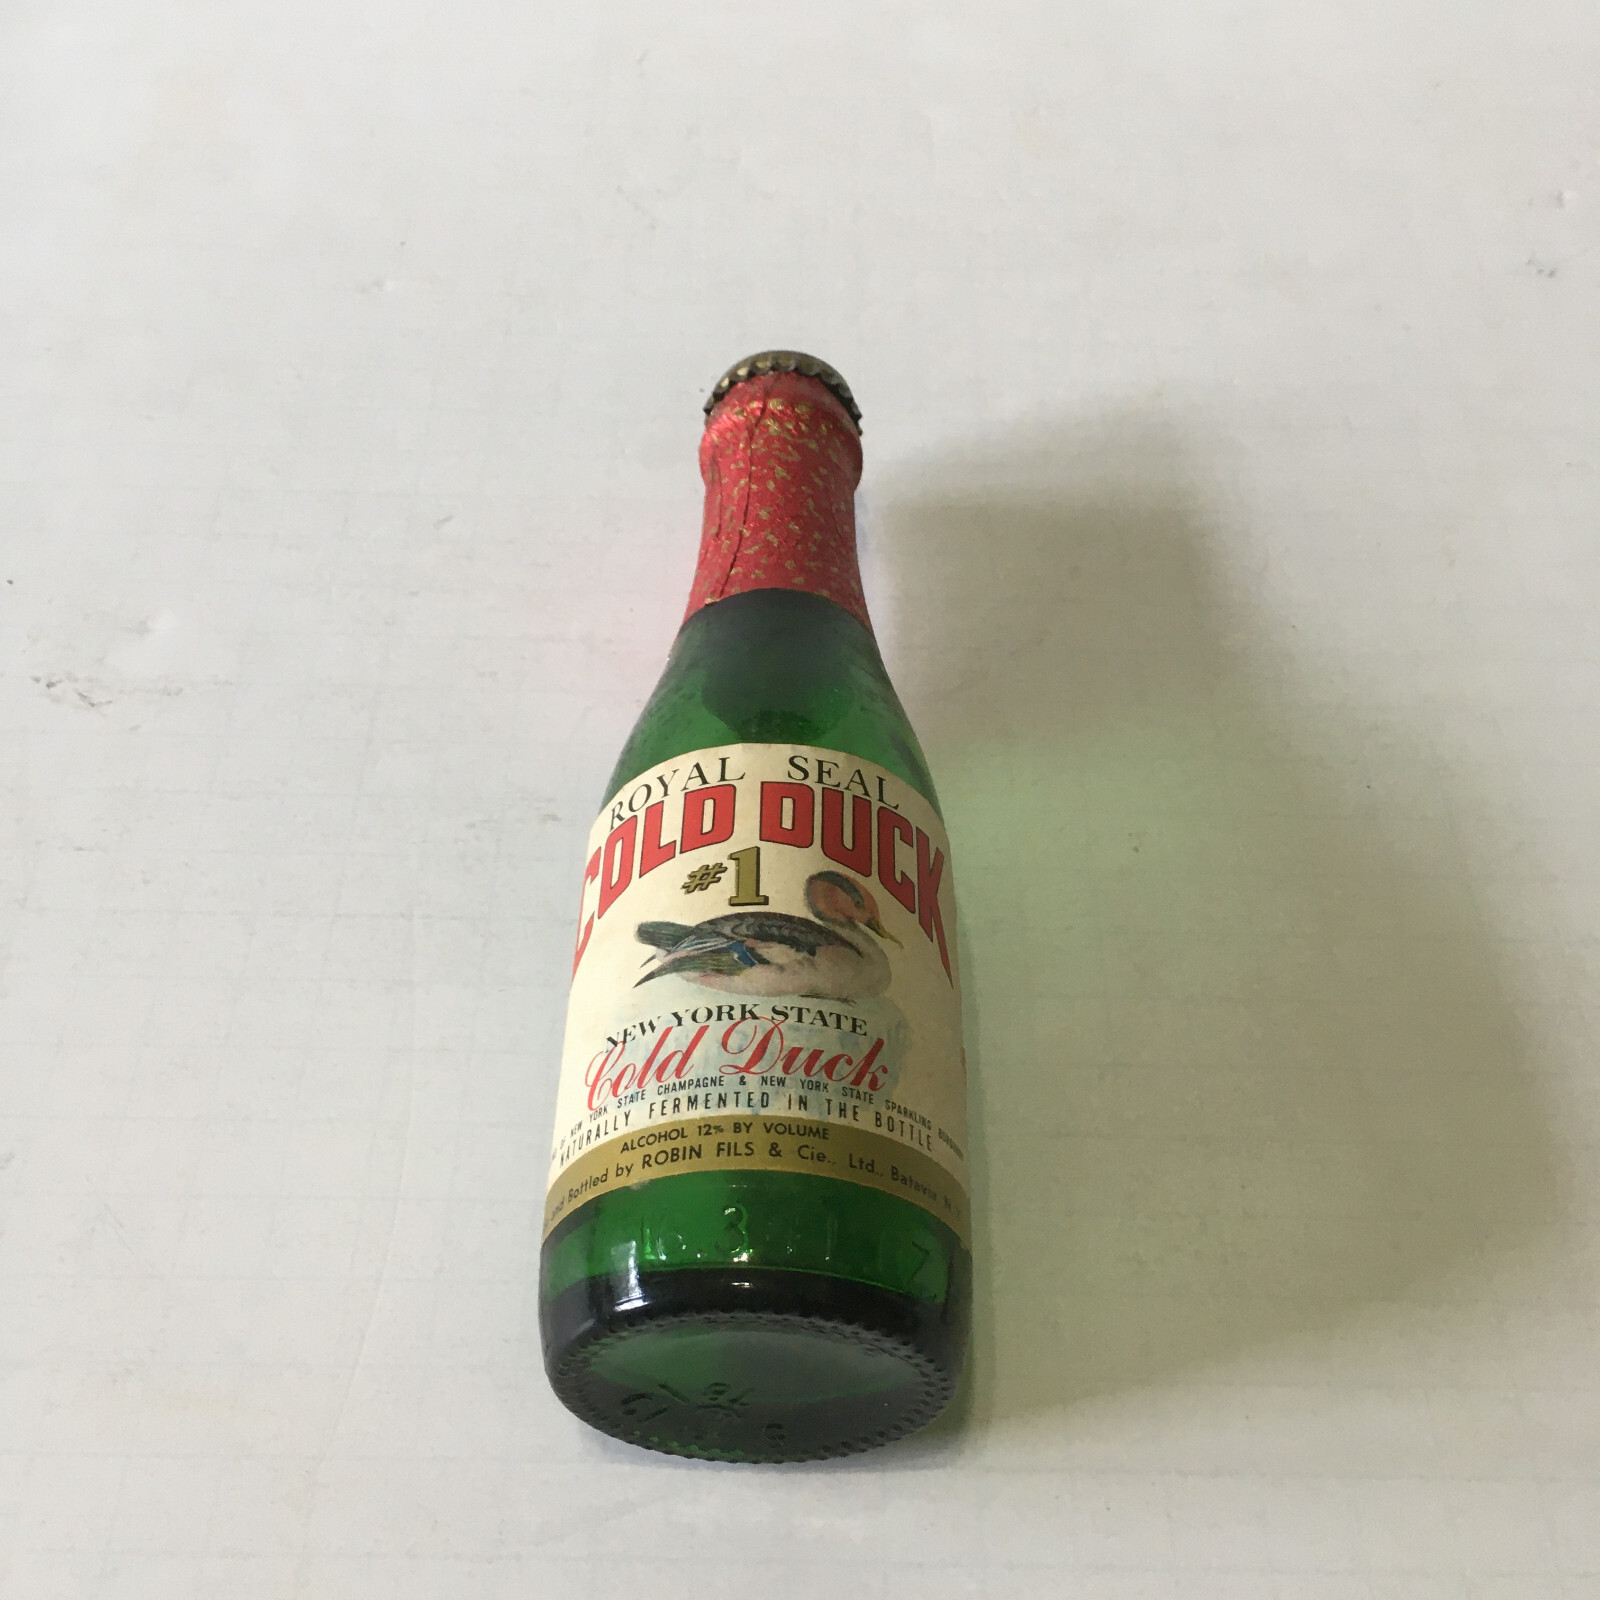 ROYAL SEAL
COLD DUCK
#1
NEW YORK STATE
Cold Duck
OF NEW YORK STATE CHAMPAGNE & NEW YORK STATE SPARKLING
NATURALLY FERMENTED IN THE BOTTLE
ALCOHOL 12% BY VOLUME
and Bottled by ROBIN FILS & Cie., Ltd., Batavia N.Y.